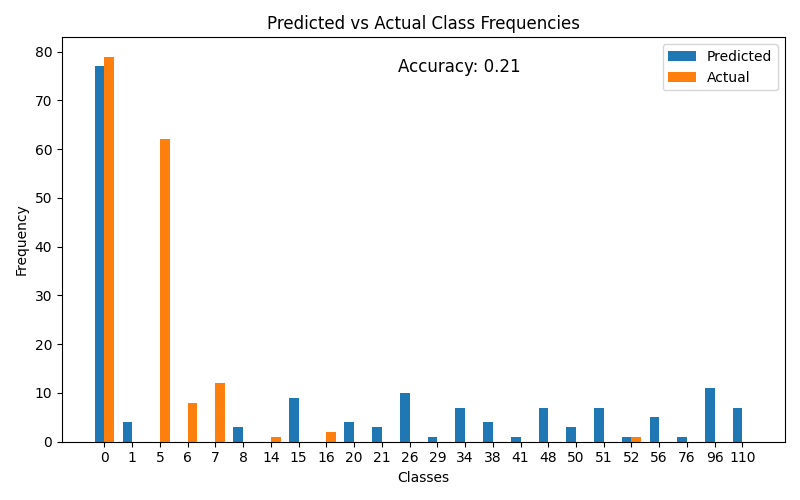 Predicted vs Actual Class Frequencies
Accuracy: 0.21
Predicted
Actual
80
70
60
50
40
30
20
10
0
Frequency
0 1 5 6 7 8 14 15 16 20 21 26 29 34 38 41 48 50 51 52 56 76 96 110
Classes